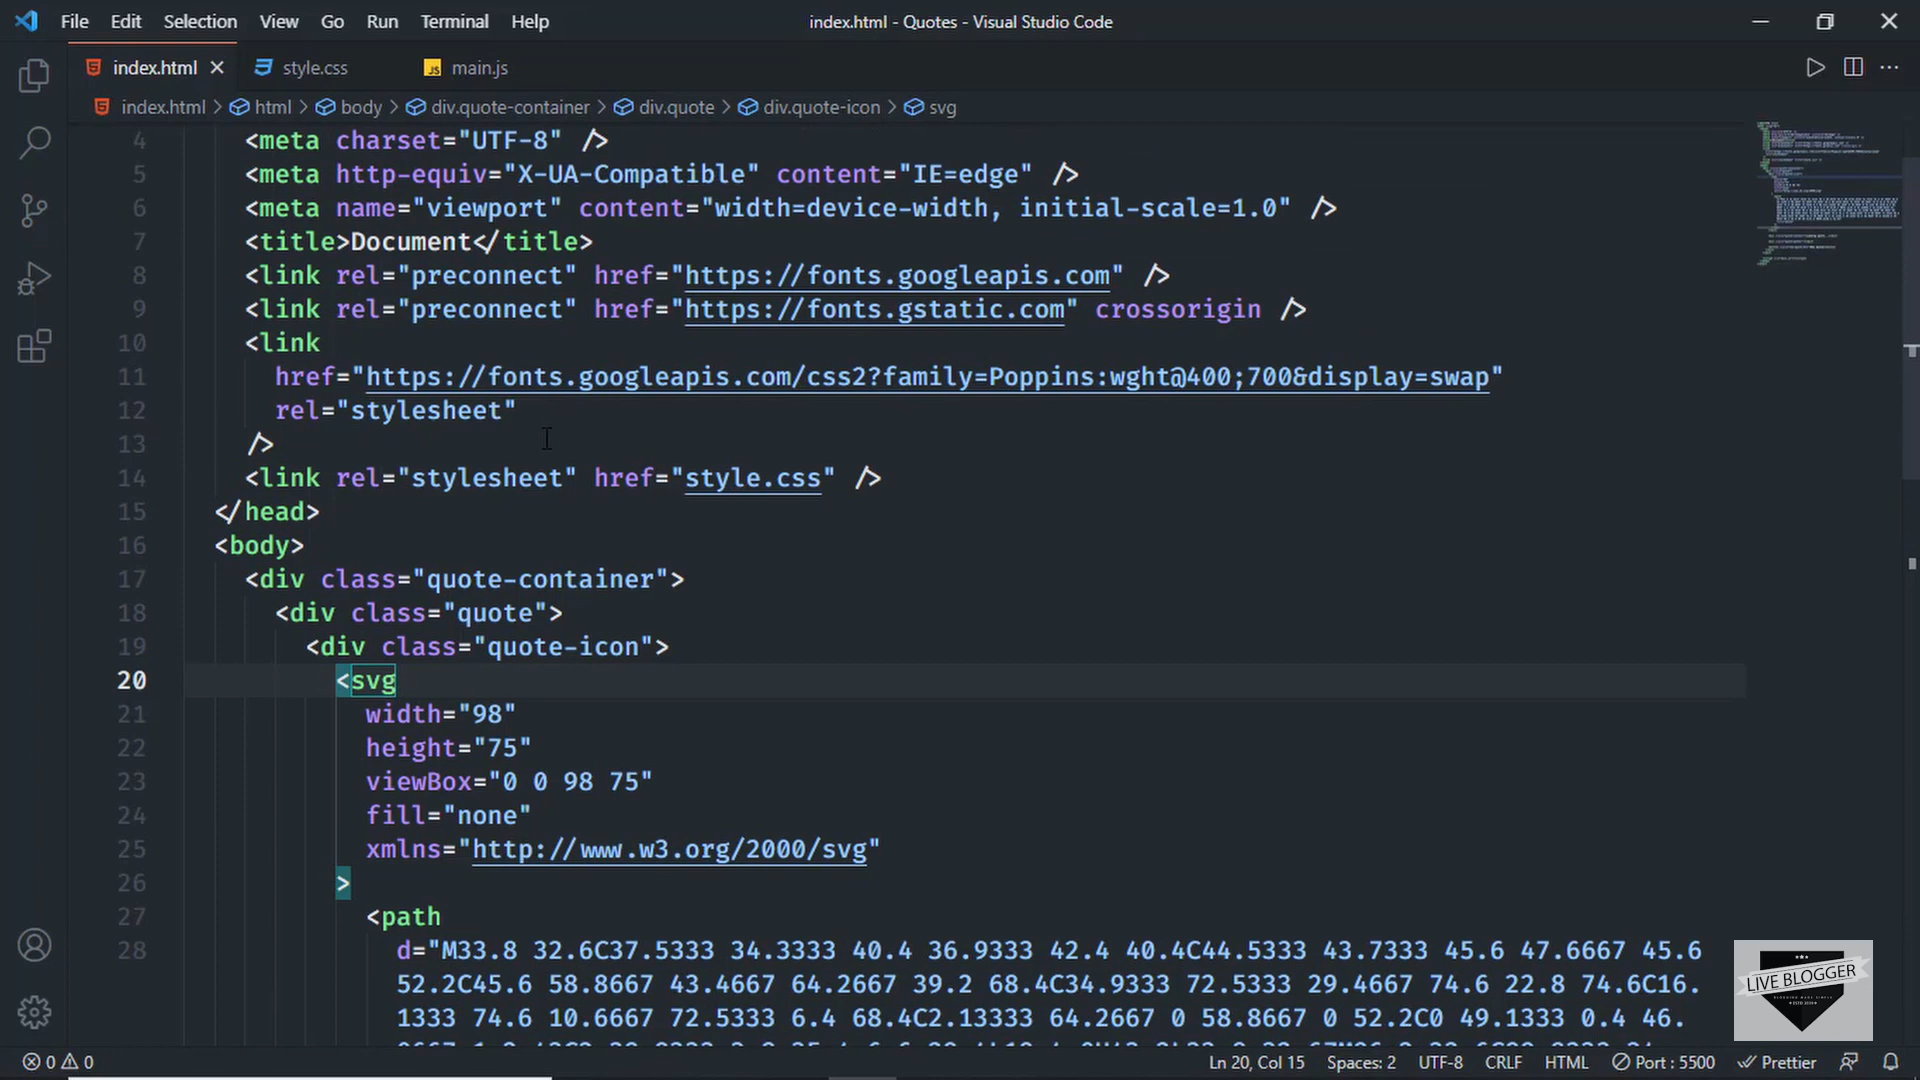 File Edit Selection View Go Run Terminal Help
index.html - Quotes - Visual Studio Code
index.html style.css JS main.js
index.html > html > body > div.quote-container > div.quote > div.quote-icon > svg
4 <meta charset="UTF-8" />
5 <meta http-equiv="X-UA-Compatible" content="IE=edge" />
6 <meta name="viewport" content="width=device-width, initial-scale=1.0" />
7 <title>Document</title>
8 <link rel="preconnect" href="https://fonts.googleapis.com" />
9 <link rel="preconnect" href="https://fonts.gstatic.com" crossorigin />
10 <link
11 href="https://fonts.googleapis.com/css2?family=Poppins:wght@400;700&display=swap"
12 rel="stylesheet"
13 />
14 <link rel="stylesheet" href="style.css" />
15 </head>
16 <body>
17 <div class="quote-container">
18 <div class="quote">
19 <div class="quote-icon">
20 <svg
21 width="98"
22 height="75"
23 viewBox="0 0 98 75"
24 fill="none"
25 xmlns="http://www.w3.org/2000/svg"
26 >
27 <path
28 d="M33.8 32.6C37.5333 34.3333 40.4 36.9333 42.4 40.4C44.5333 43.7333 45.6 47.6667 45.6
52.2C45.6 58.8667 43.4667 64.2667 39.2 68.4C34.9333 72.5333 29.4667 74.6 22.8 74.6C16.
1333 74.6 10.6667 72.5333 6.4 68.4C2.13333 64.2667 0 58.8667 0 52.2C0 49.1333 0.4 46.
LIVE BLOGGER
0 0 Ln 20, Col 15 Spaces: 2 UTF-8 CRLF HTML Port : 5500 Prettier